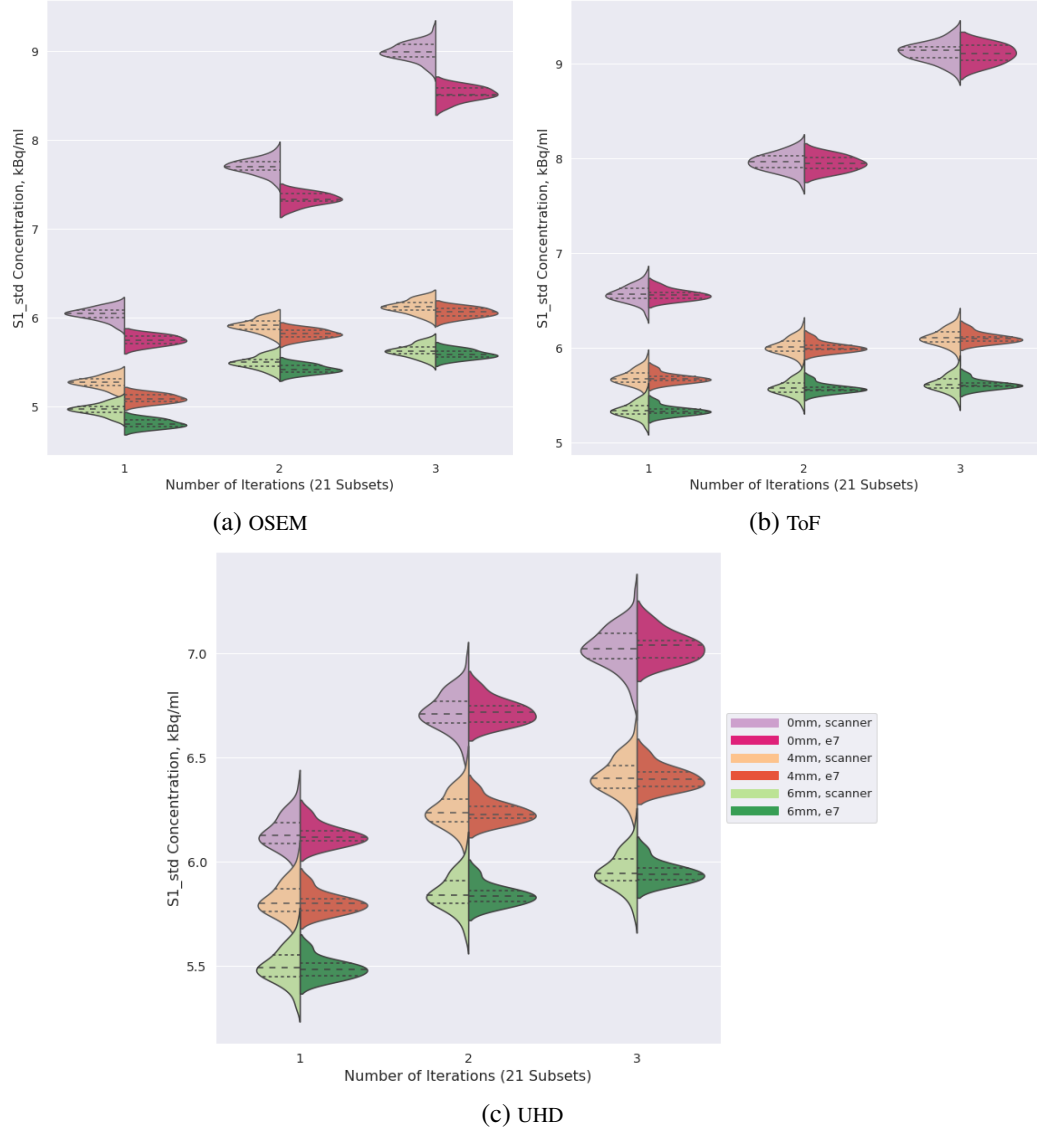 9
8
7
6
5
S1_std Concentration, kBq/ml
1
2
3
Number of Iterations (21 Subsets)
(a) OSEM
9
8
7
6
5
S1_std Concentration, kBq/ml
1
2
3
Number of Iterations (21 Subsets)
(b) ToF
7.0
6.5
6.0
5.5
S1_std Concentration, kBq/ml
1
2
3
Number of Iterations (21 Subsets)
0mm, scanner
0mm, e7
4mm, scanner
4mm, e7
6mm, scanner
6mm, e7
(c) UHD